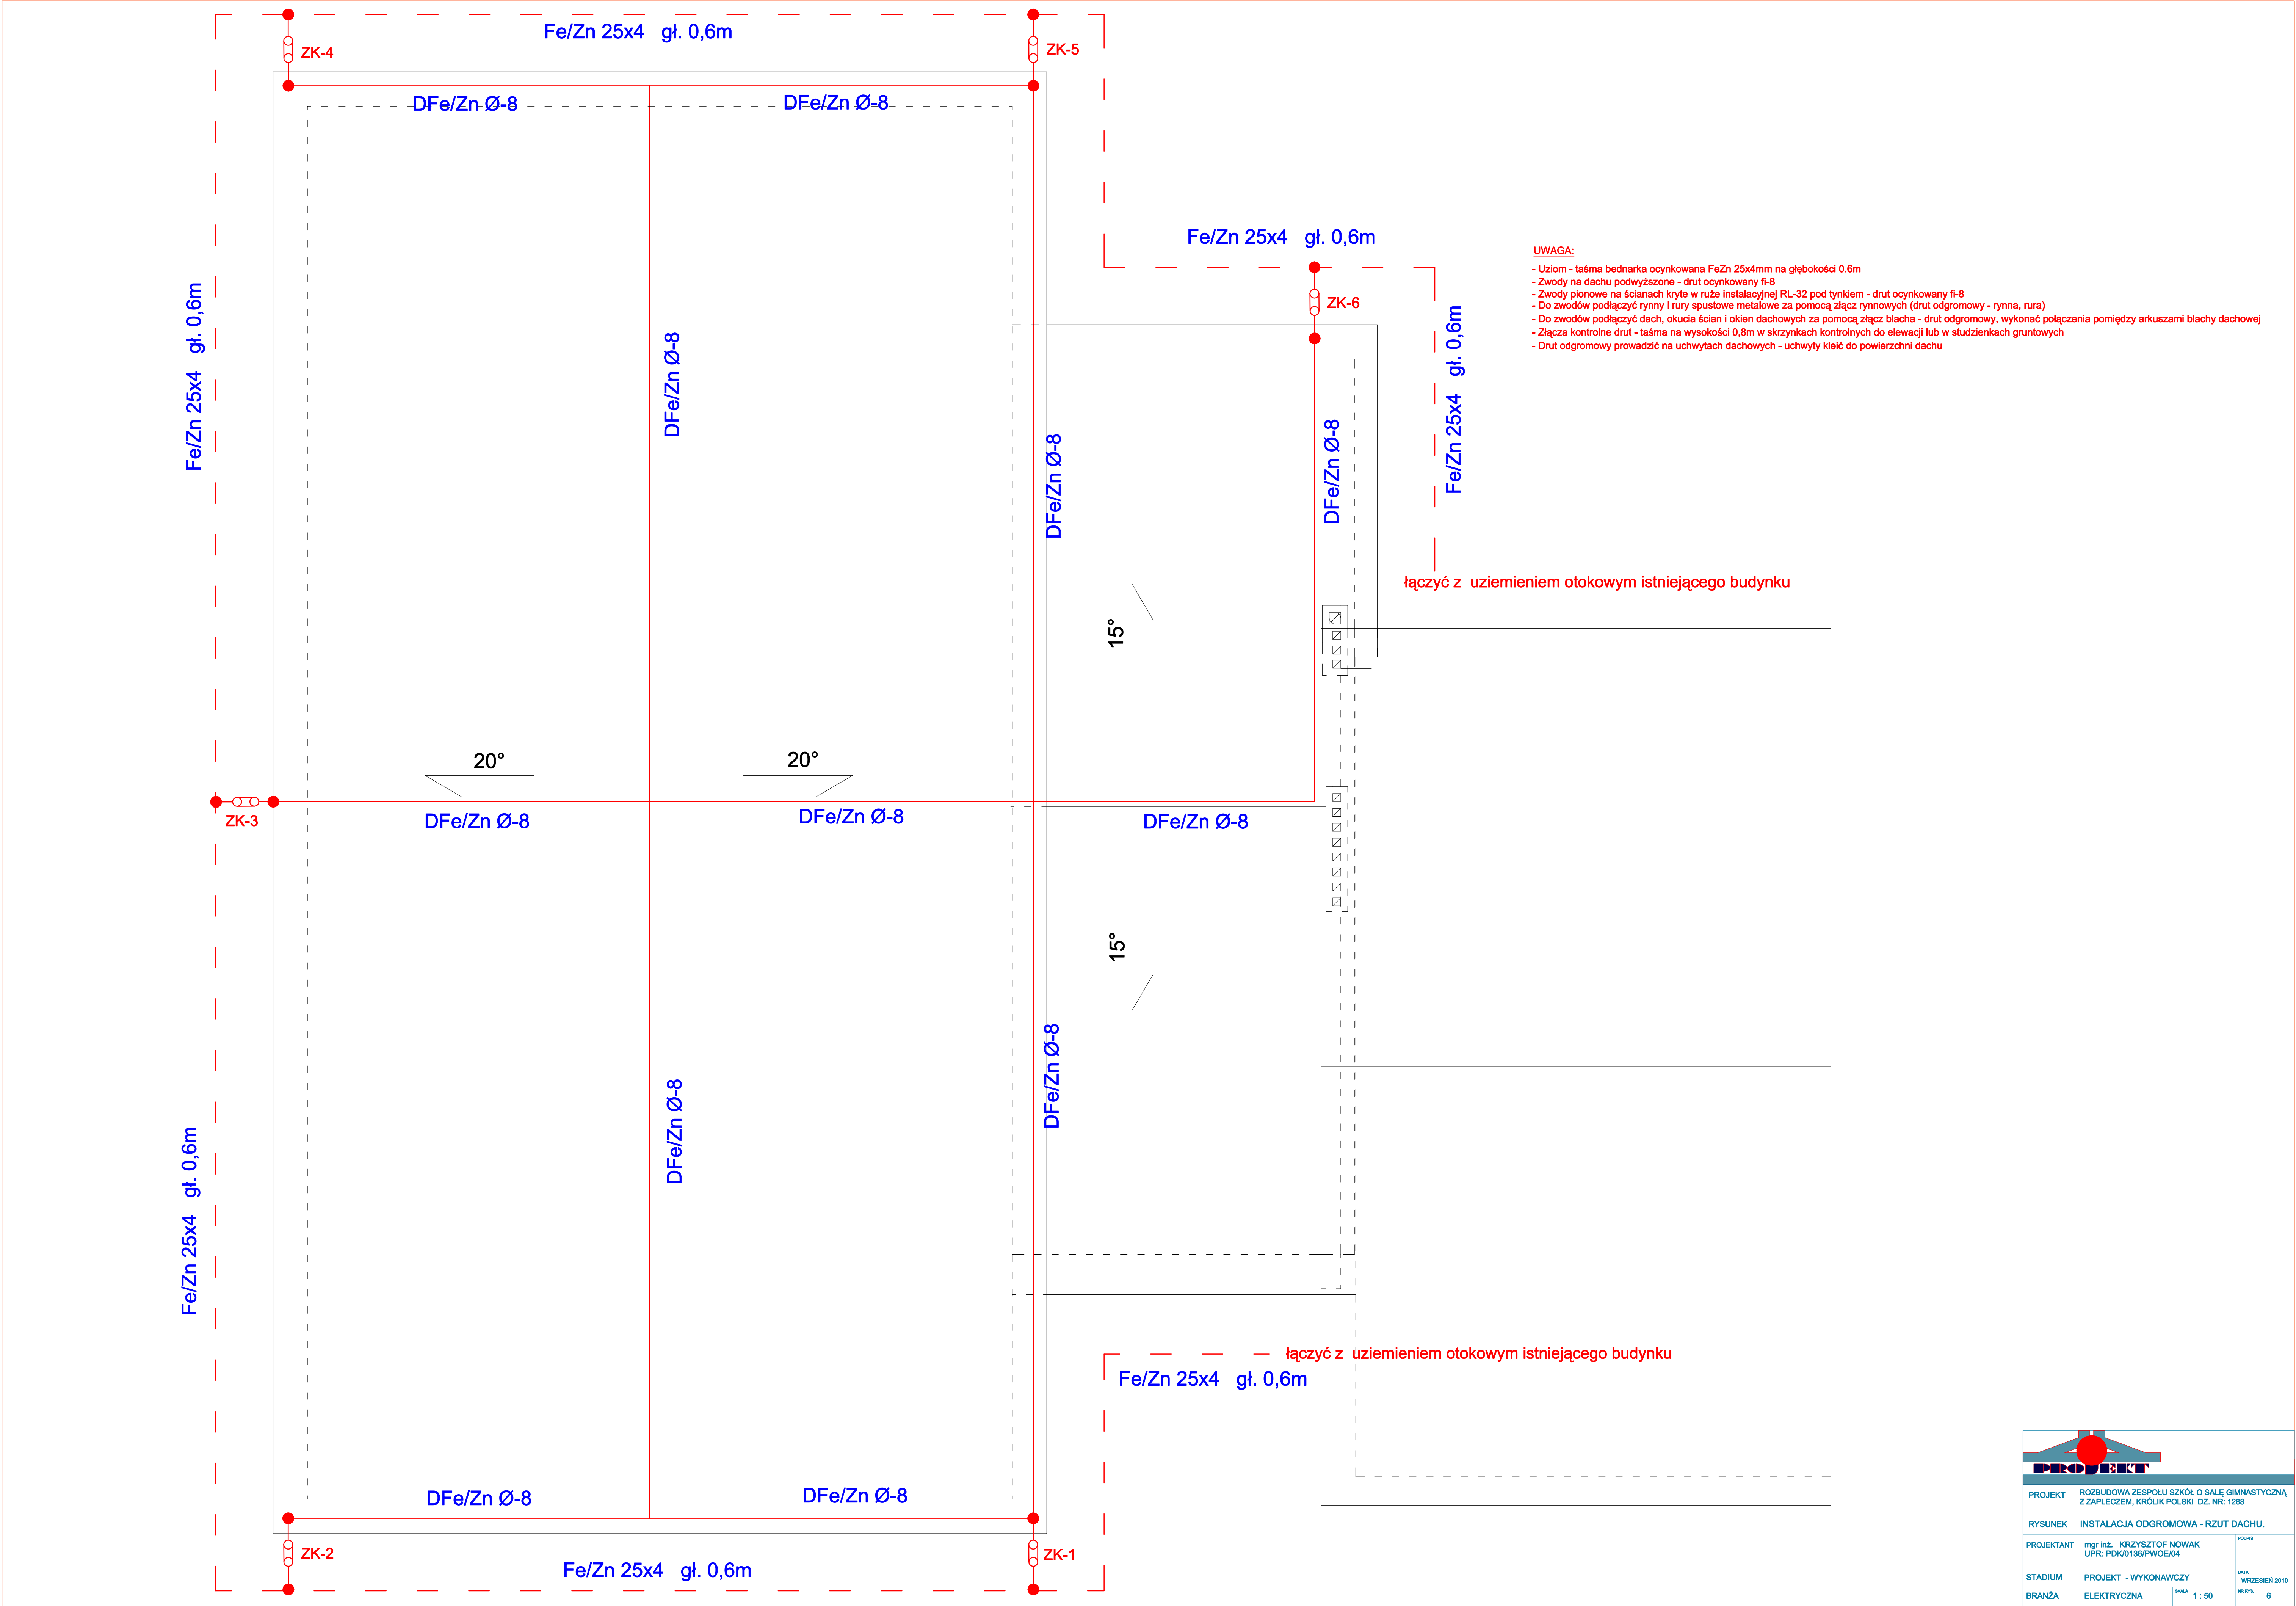 Fe/Zn 25x4 gł. 0,6m
ZK-4
ZK-5
DFe/Zn Ø-8
DFe/Zn Ø-8
Fe/Zn 25x4 gł. 0,6m
UWAGA:
- Uziom - taśma bednarka ocynkowana FeZn 25x4mm na głębokości 0.6m
- Zwody na dachu podwyższone - drut ocynkowany fi-8
- Zwody pionowe na ścianach kryte w ruże instalacyjnej RL-32 pod tynkiem - drut ocynkowany fi-8
- Do zwodów podłączyć rynny i rury spustowe metalowe za pomocą złącz rynnowych (drut odgromowy - rynna, rura)
- Do zwodów podłączyć dach, okucia ścian i okien dachowych za pomocą złącz blacha - drut odgromowy, wykonać połączenia pomiędzy arkuszami blachy dachowej
- Złącza kontrolne drut - taśma na wysokości 0,8m w skrzynkach kontrolnych do elewacji lub w studzienkach gruntowych
- Drut odgromowy prowadzić na uchwytach dachowych - uchwyty kleić do powierzchni dachu
ZK-6
Fe/Zn 25x4 gł. 0,6m
DFe/Zn Ø-8
DFe/Zn Ø-8
DFe/Zn Ø-8
Fe/Zn 25x4 gł. 0,6m
łączyć z uziemieniem otokowym istniejącego budynku
15°
20°
20°
ZK-3
DFe/Zn Ø-8
DFe/Zn Ø-8
DFe/Zn Ø-8
15°
DFe/Zn Ø-8
DFe/Zn Ø-8
Fe/Zn 25x4 gł. 0,6m
łączyć z uziemieniem otokowym istniejącego budynku
Fe/Zn 25x4 gł. 0,6m
DFe/Zn Ø-8
DFe/Zn Ø-8
ZK-2
ZK-1
Fe/Zn 25x4 gł. 0,6m
PROJEKT
PROJEKT
ROZBUDOWA ZESPOŁU SZKÓŁ O SALĘ GIMNASTYCZNĄ
Z ZAPLECZEM, KRÓLIK POLSKI DZ. NR: 1288
RYSUNEK
INSTALACJA ODGROMOWA - RZUT DACHU.
PROJEKTANT
mgr inż. KRZYSZTOF NOWAK
UPR: PDK/0136/PWOE/04
PODPIS
STADIUM
PROJEKT - WYKONAWCZY
DATA
WRZESIEŃ 2010
BRANŻA
ELEKTRYCZNA
SKALA
1 : 50
NR RYS.
6